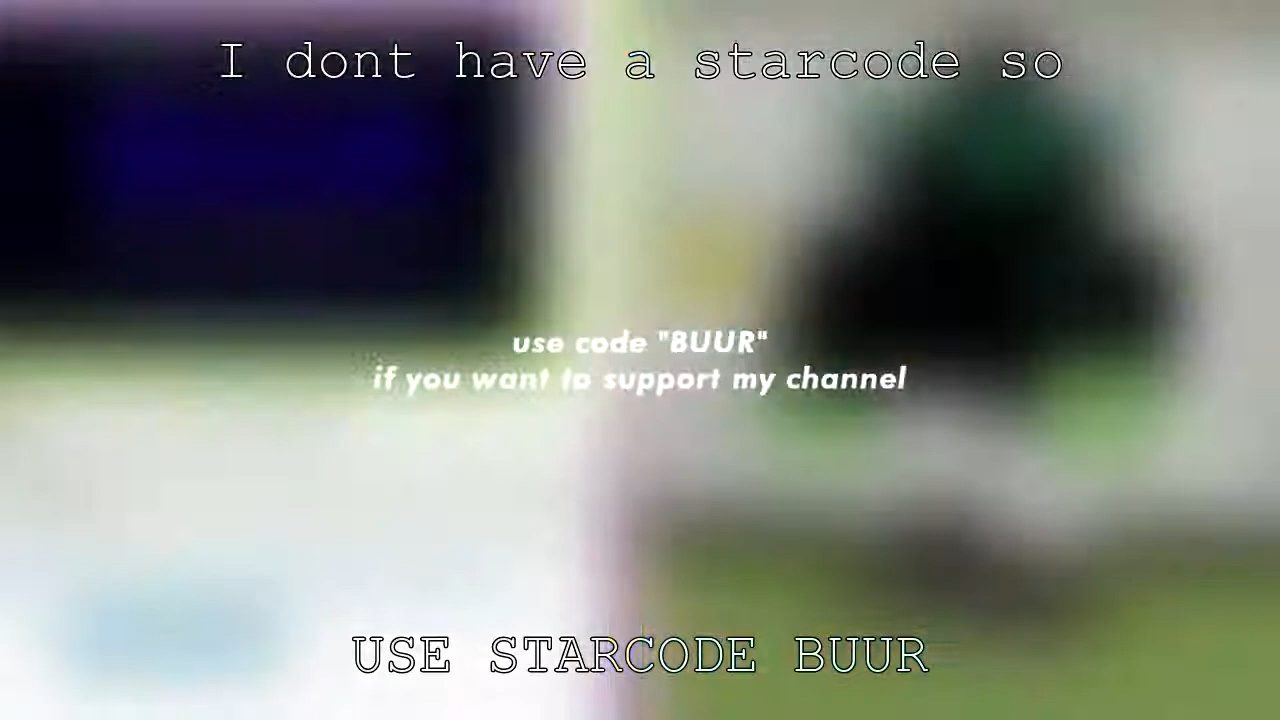 I dont have a starcode so
use code "BUUR"
if you want to support my channel
USE STARCODE BUUR